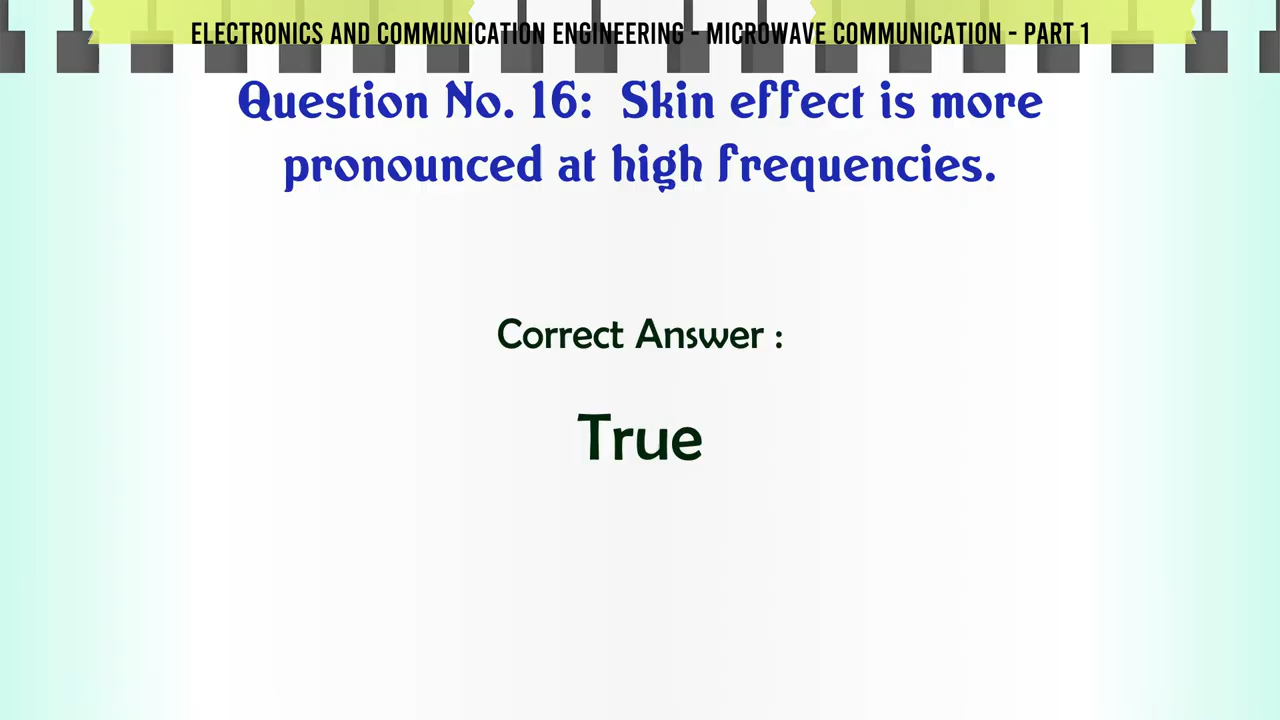 ELECTRONICS AND COMMUNICATION ENGINEERING - MICROWAVE COMMUNICATION - PART 1
Question No. 16:  Skin effect is more
pronounced at high frequencies.
Correct Answer :
True